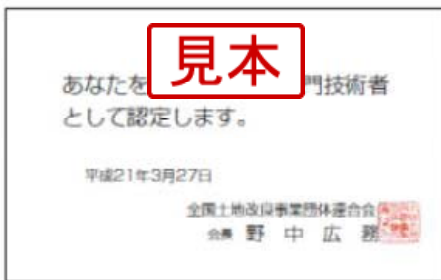 見本
あなたを 門技術者
として認定します。
平成21年3月27日
全国土地改良事業団体連合会
会長 野中広務